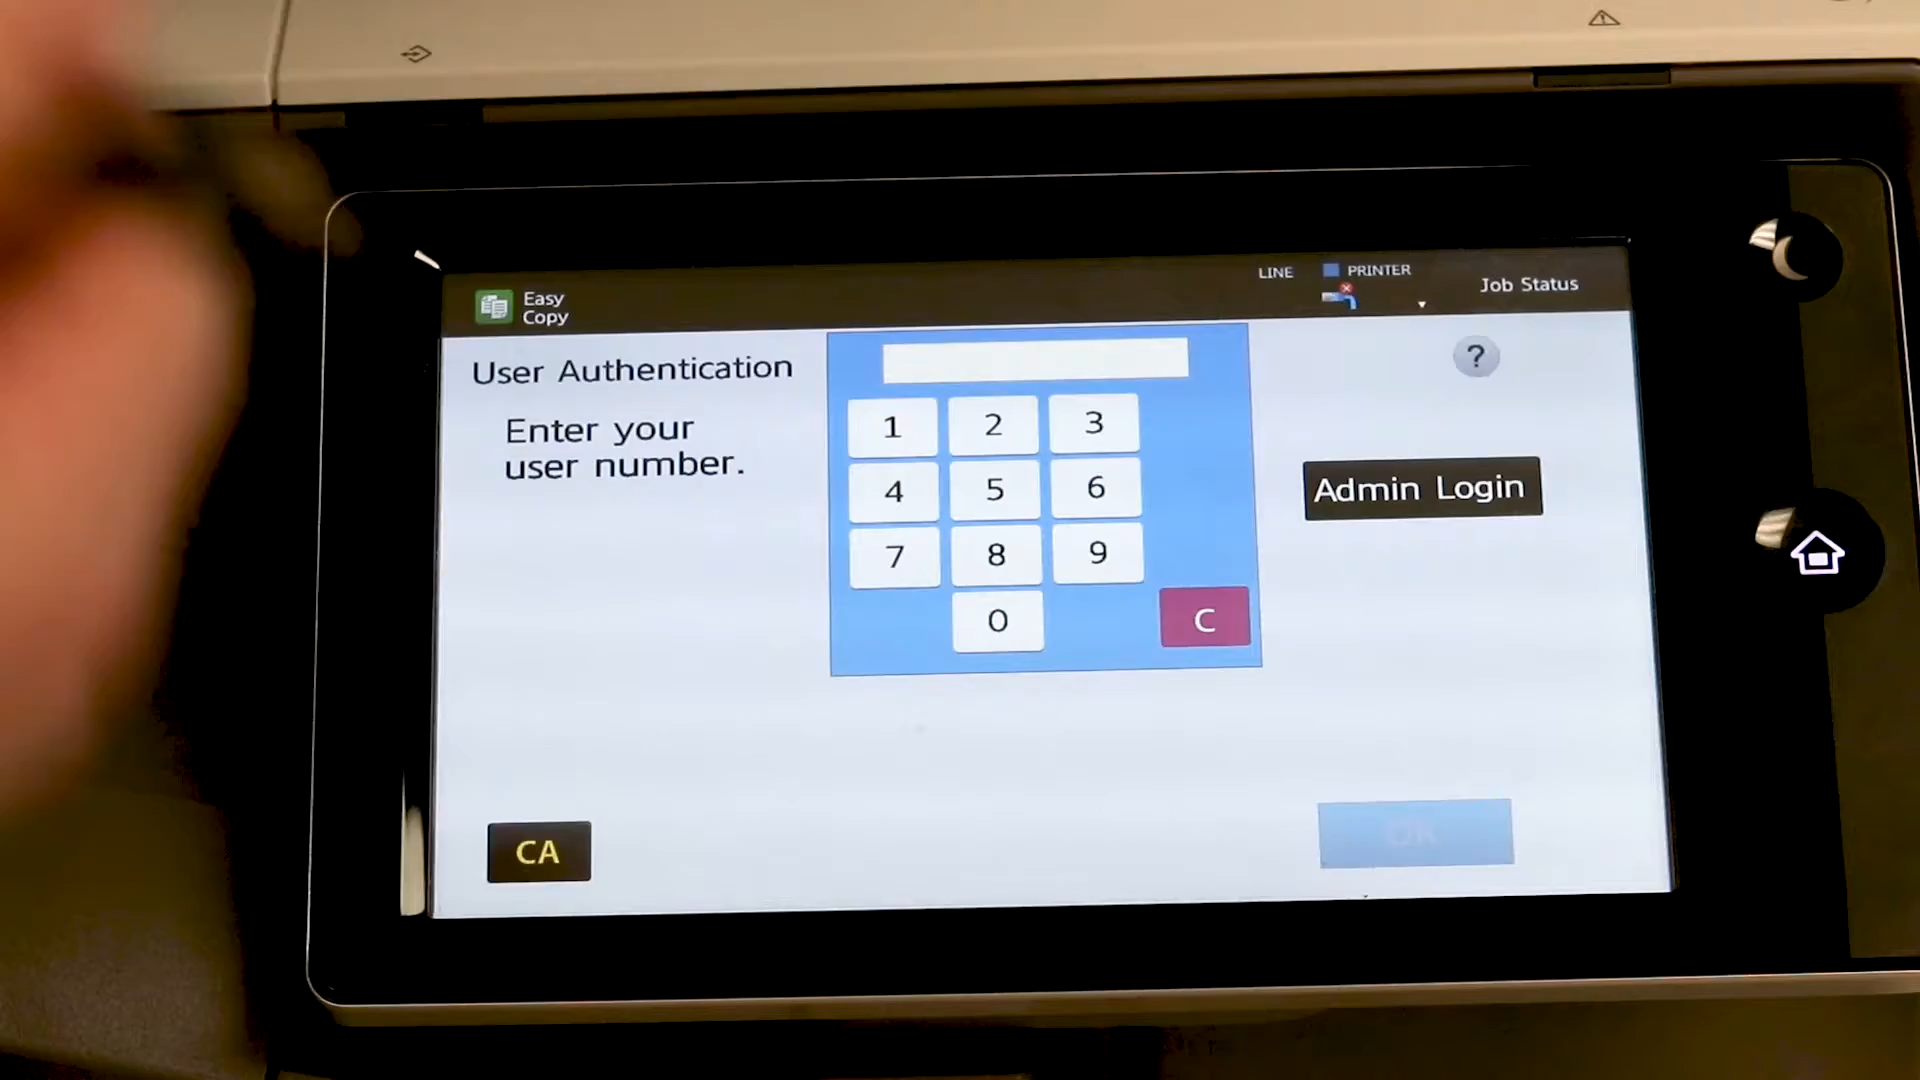 Easy
Copy
LINE
PRINTER
Job Status
User Authentication
Enter your
user number.
?
1 2 3
4 5 6
7 8 9
0 C
Admin Login
CA
OK